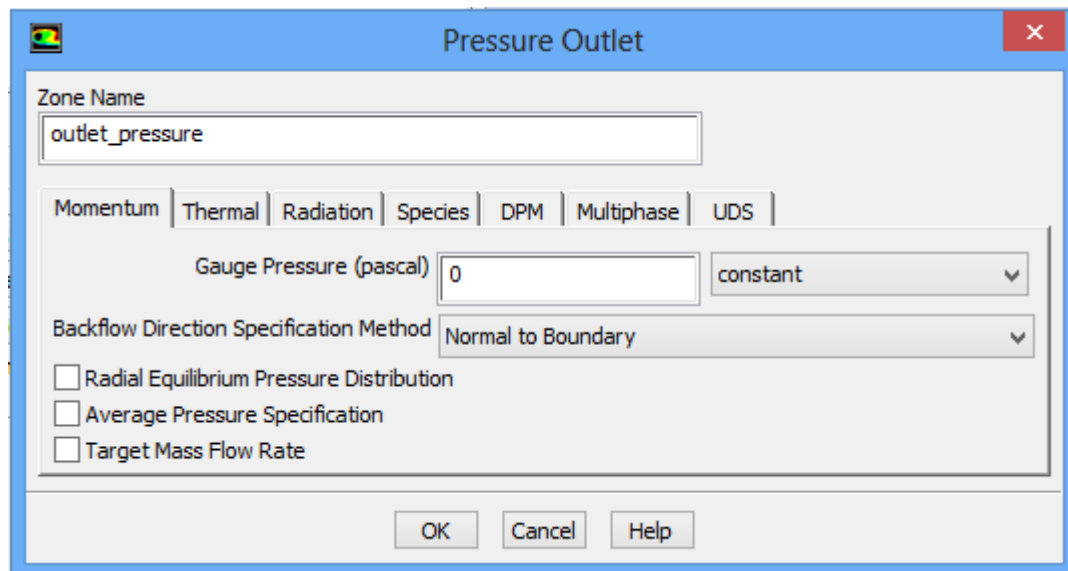 Pressure Outlet
Zone Name
outlet_pressure
Momentum Thermal Radiation Species DPM Multiphase UDS
Gauge Pressure (pascal) 0 constant
Backflow Direction Specification Method Normal to Boundary
Radial Equilibrium Pressure Distribution
Average Pressure Specification
Target Mass Flow Rate
OK Cancel Help